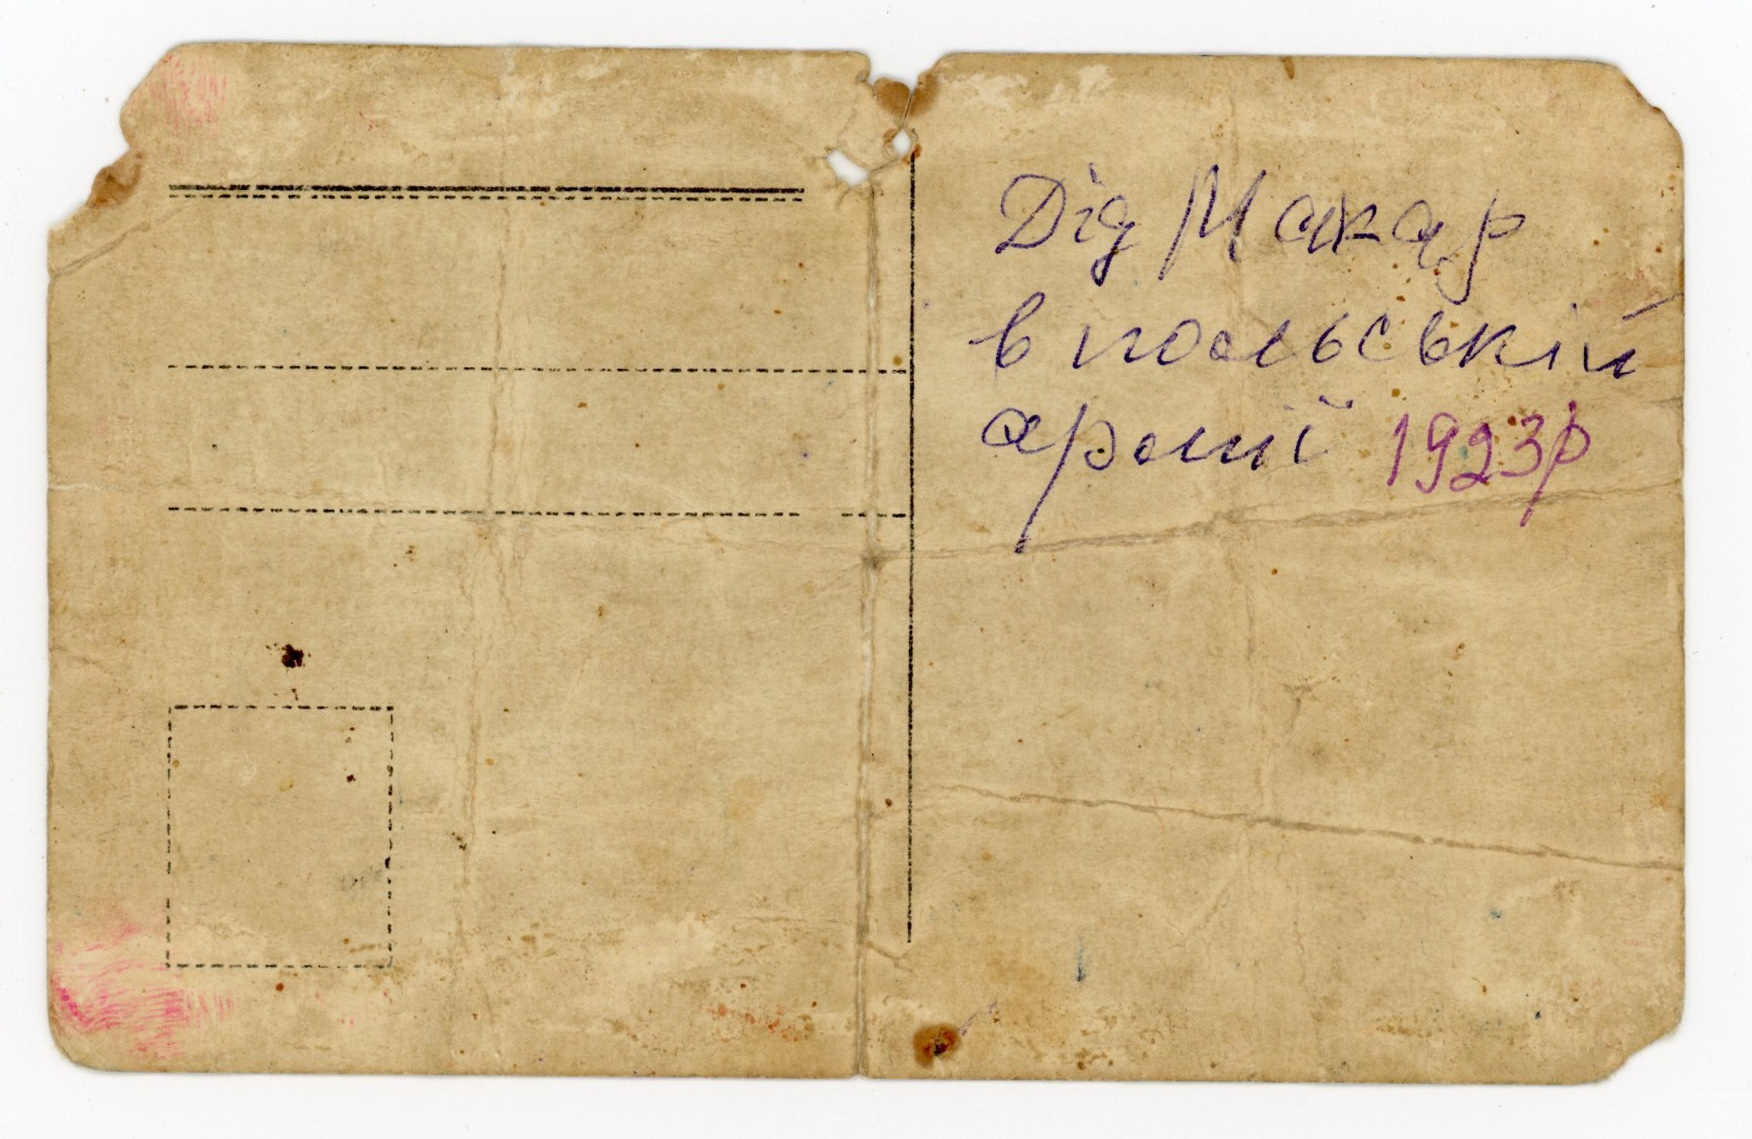 Дід Макар
в польській
армії 1923р